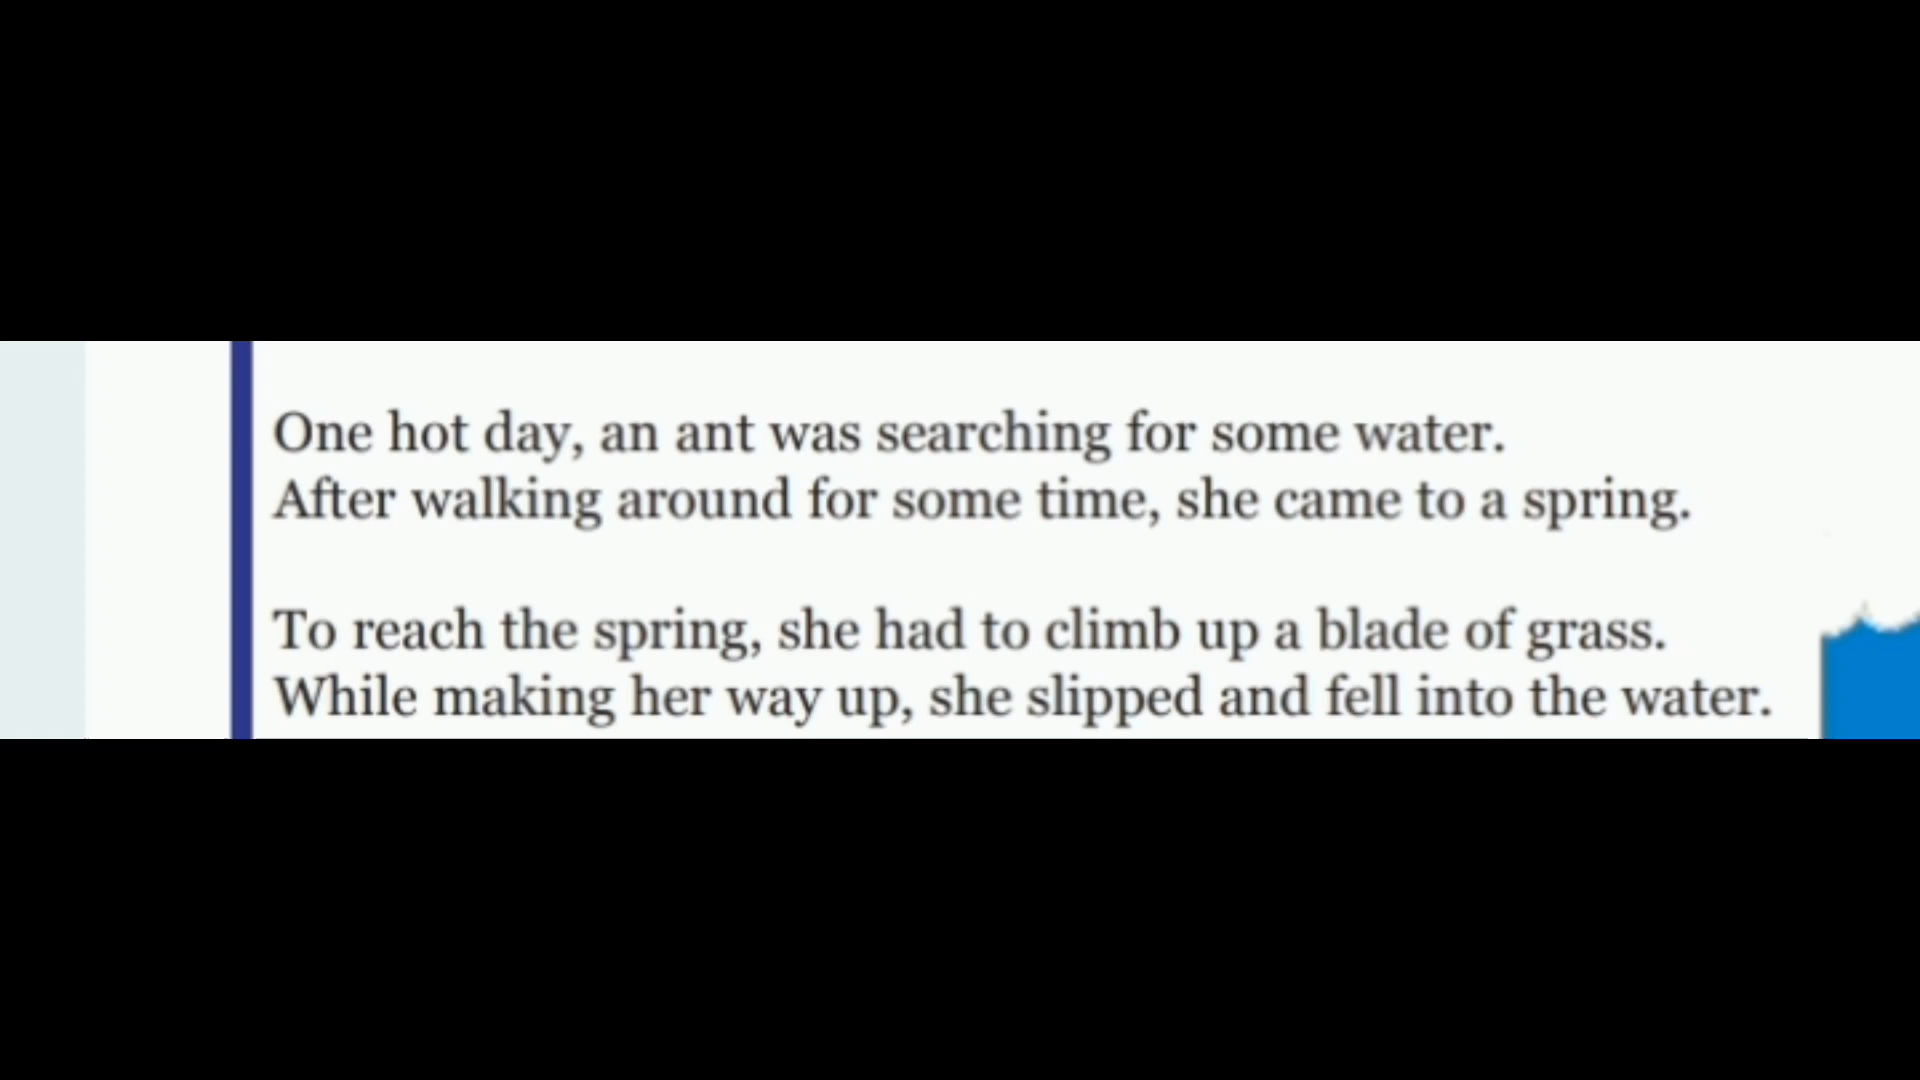 One hot day, an ant was searching for some water.
After walking around for some time, she came to a spring.
To reach the spring, she had to climb up a blade of grass.
While making her way up, she slipped and fell into the water.